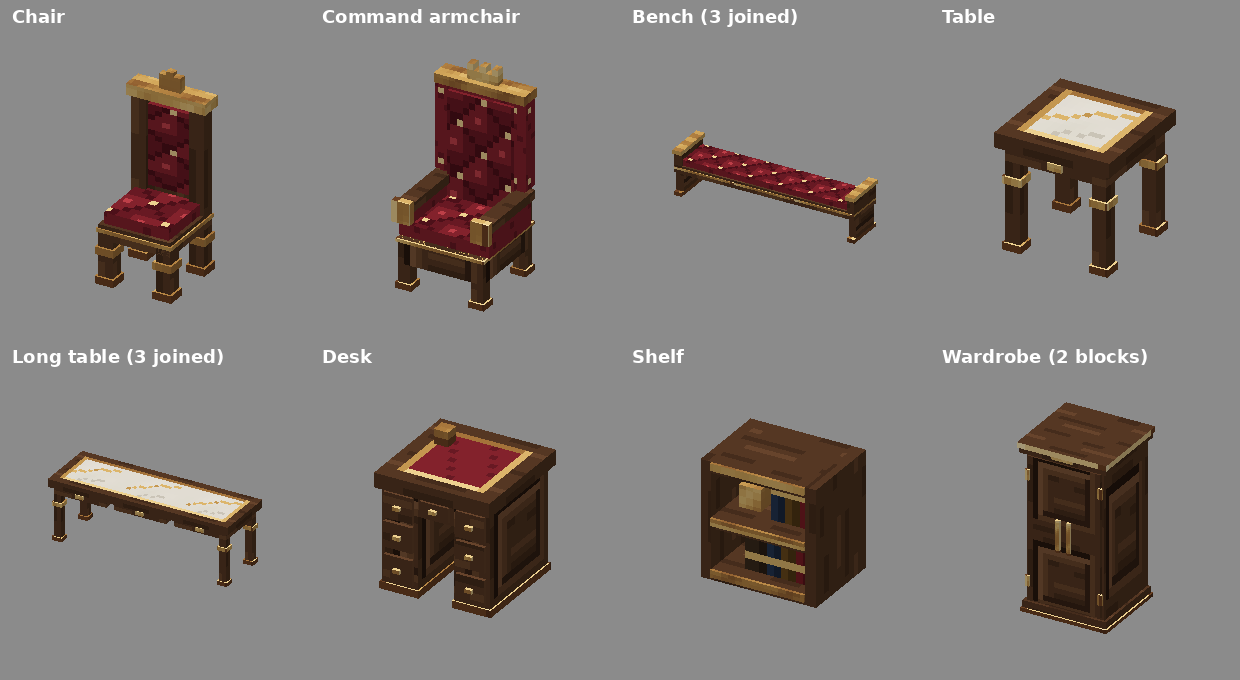 Chair
Command armchair
Bench (3 joined)
Table
Long table (3 joined)
Desk
Shelf
Wardrobe (2 blocks)